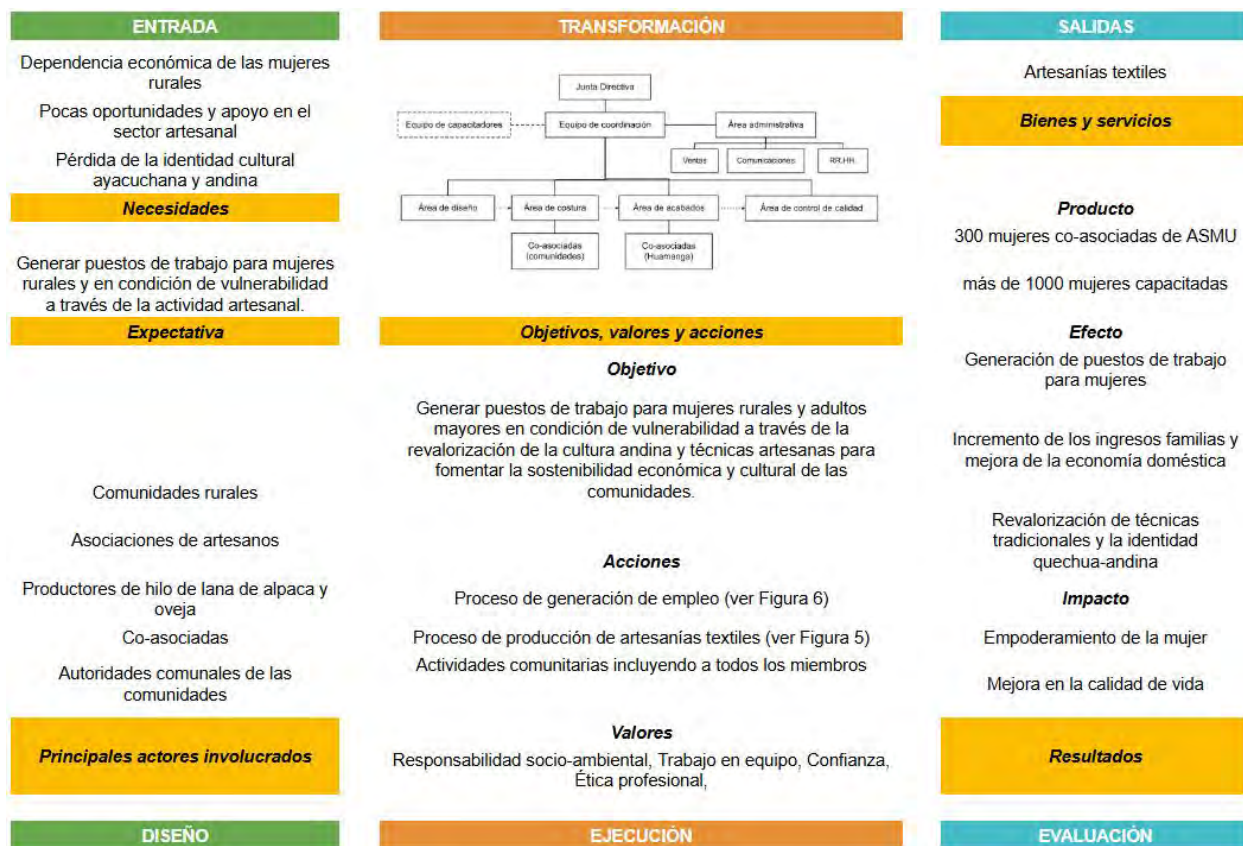 ENTRADA
Dependencia económica de las mujeres
rurales
Pocas oportunidades y apoyo en el
sector artesanal
Pérdida de la identidad cultural
ayacuchana y andina
Necesidades
Generar puestos de trabajo para mujeres
rurales y en condición de vulnerabilidad
a través de la actividad artesanal.
Expectativa
Comunidades rurales
Asociaciones de artesanos
Productores de hilo de lana de alpaca y
oveja
Co-asociadas
Autoridades comunales de las
comunidades
Principales actores involucrados
DISEÑO
TRANSFORMACIÓN
Junta Directiva
Equipo de capacitadores
Equipo de coordinación
Área administrativa
Ventas
Comunicaciones
RR.HH.
Área de diseño
Área de costura
Área de acabados
Área de control de calidad
Co-asociadas
(comunidades)
Co-asociadas
(Huamanga)
Objetivos, valores y acciones
Objetivo
Generar puestos de trabajo para mujeres rurales y adultos
mayores en condición de vulnerabilidad a través de la
revalorización de la cultura andina y técnicas artesanas para
fomentar la sostenibilidad económica y cultural de las
comunidades.
Acciones
Proceso de generación de empleo (ver Figura 6)
Proceso de producción de artesanías textiles (ver Figura 5)
Actividades comunitarias incluyendo a todos los miembros
Valores
Responsabilidad socio-ambiental, Trabajo en equipo, Confianza,
Ética profesional,
EJECUCIÓN
SALIDAS
Artesanías textiles
Bienes y servicios
Producto
300 mujeres co-asociadas de ASMU
más de 1000 mujeres capacitadas
Efecto
Generación de puestos de trabajo
para mujeres
Incremento de los ingresos familias y
mejora de la economía doméstica
Revalorización de técnicas
tradicionales y la identidad
quechua-andina
Impacto
Empoderamiento de la mujer
Mejora en la calidad de vida
Resultados
EVALUACIÓN